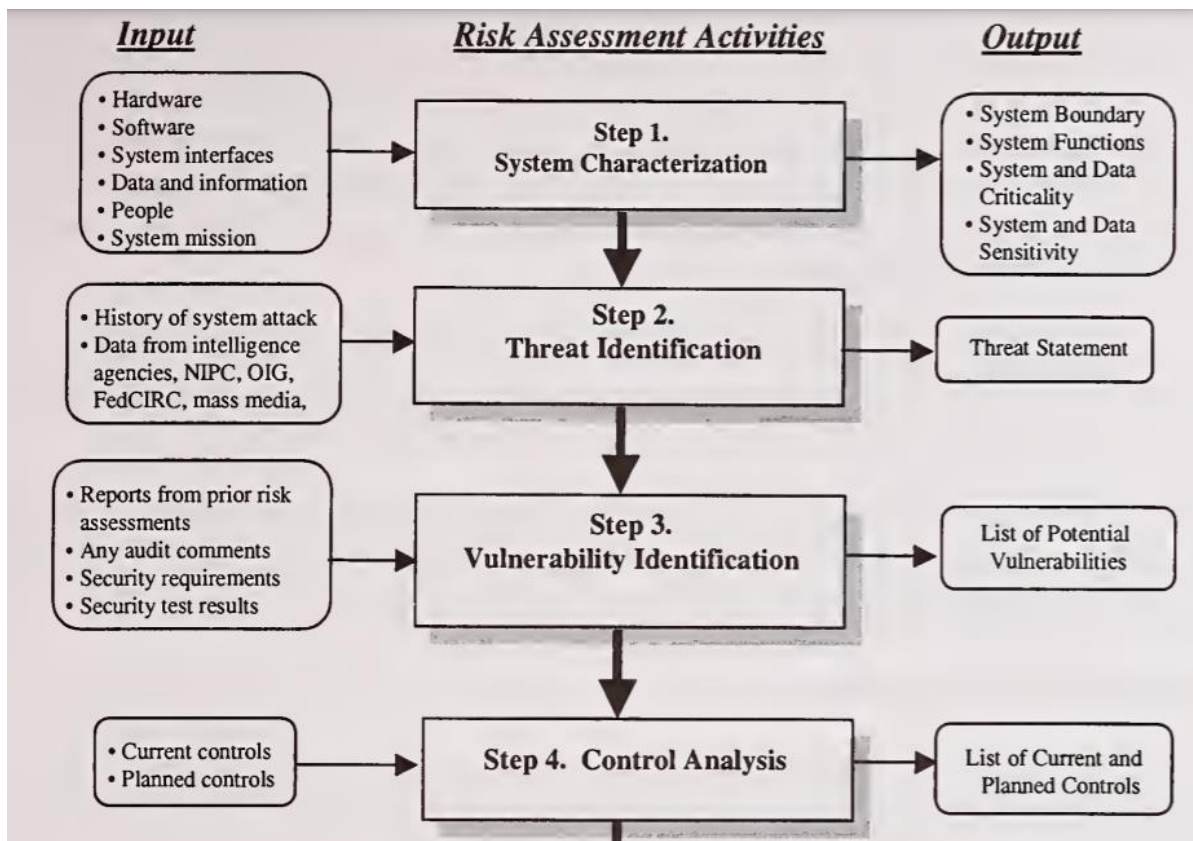 Input
Risk Assessment Activities
Output
• Hardware
• Software
• System interfaces
• Data and information
• People
• System mission
Step 1.
System Characterization
• System Boundary
• System Functions
• System and Data
Criticality
• System and Data
Sensitivity
• History of system attack
• Data from intelligence
agencies, NIPC, OIG,
FedCIRC, mass media,
Step 2.
Threat Identification
Threat Statement
• Reports from prior risk
assessments
• Any audit comments
• Security requirements
• Security test results
Step 3.
Vulnerability Identification
List of Potential
Vulnerabilities
• Current controls
• Planned controls
Step 4. Control Analysis
List of Current and
Planned Controls